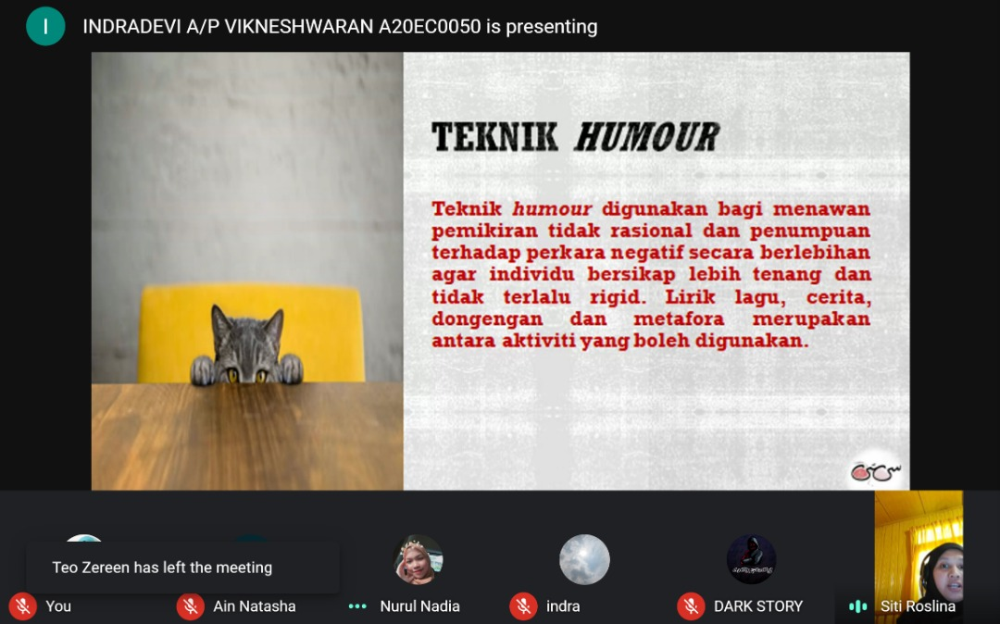 I
INDRADEVI A/P VIKNESHWARAN A20EC0050 is presenting
TEKNIK HUMOUR
Teknik humour digunakan bagi menawan
pemikiran tidak rasional dan penumpuan
terhadap perkara negatif secara berlebihan
agar individu bersikap lebih tenang dan
tidak terlalu rigid. Lirik lagu, cerita,
dongengan dan metafora merupakan
antara aktiviti yang boleh digunakan.
Teo Zereen has left the meeting
You
Ain Natasha
Nurul Nadia
indra
DARK STORY
Siti Roslina